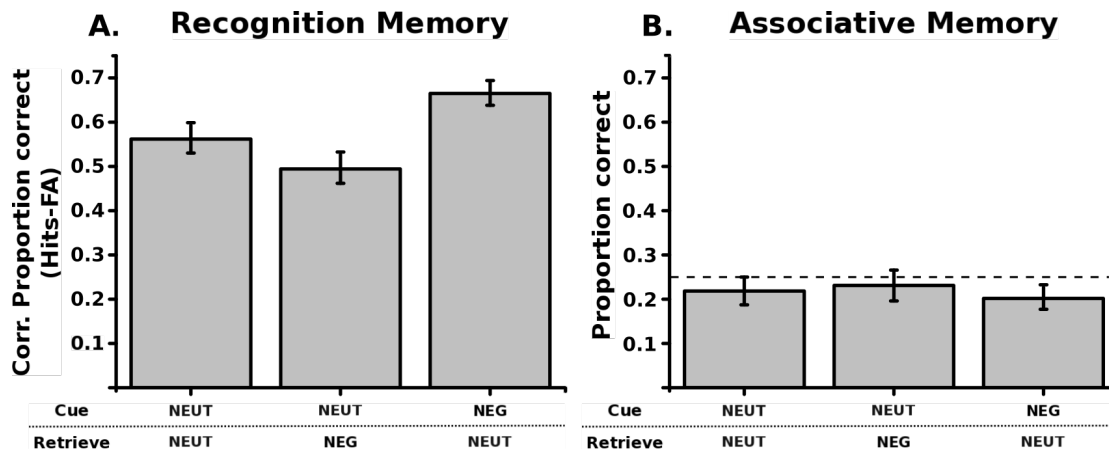 A. Recognition Memory
Corr. Proportion correct
(Hits-FA)
0.7
0.6
0.5
0.4
0.3
0.2
0.1
Cue NEUT NEUT NEG
Retrieve NEUT NEG NEUT
B. Associative Memory
Proportion correct
0.7
0.6
0.5
0.4
0.3
0.2
0.1
Cue NEUT NEUT NEG
Retrieve NEUT NEG NEUT